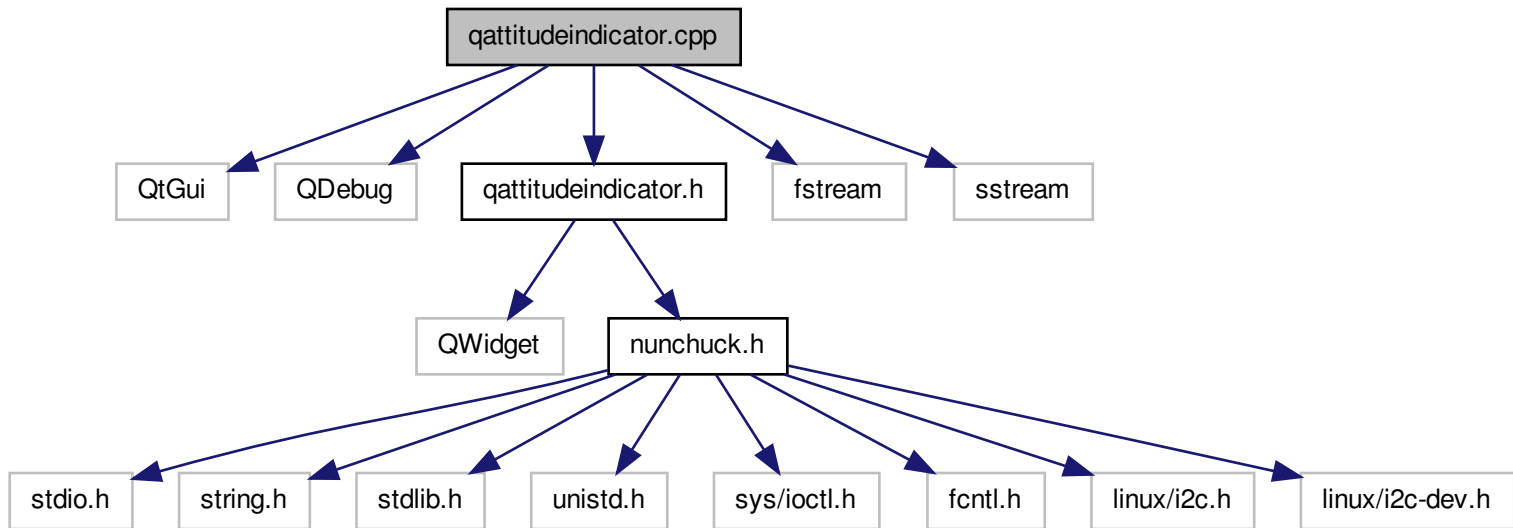 qattitudeindicator.cpp
QtGui
QDebug
qattitudeindicator.h
fstream
sstream
QWidget
nunchuck.h
stdio.h
string.h
stdlib.h
unistd.h
sys/ioctl.h
fcntl.h
linux/i2c.h
linux/i2c-dev.h